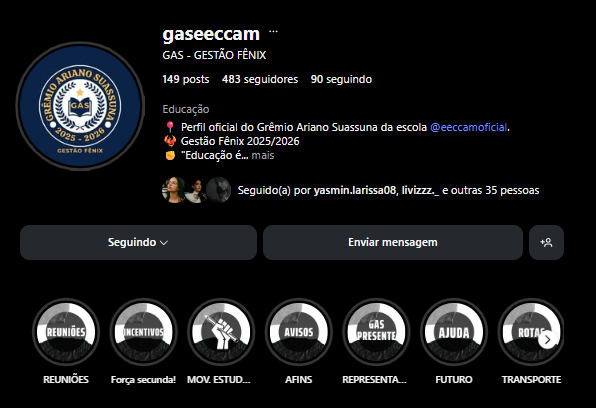 gaseeccam ...
GAS - GESTÃO FÊNIX
149 posts 483 seguidores 90 seguindo
Educação
📍 Perfil oficial do Grêmio Ariano Suassuna da escola @eeccamoficial.
🐦‍🔥 Gestão Fênix 2025/2026
✊ "Educação é... mais
GRÊMIO ARIANO SUASSUNA
GAS
2025 - 2026
GESTÃO FÊNIX
Seguido(a) por yasmin.larissa08, livizzz._ e outras 35 pessoas
Seguindo
Enviar mensagem
REUNIÕES
INCENTIVOS
AVISOS
GAS PRESENTE
AJUDA
ROTAS
REUNIÕES
Força secunda!
MOV. ESTUD...
AFINS
REPRESENTA...
FUTURO
TRANSPORTE